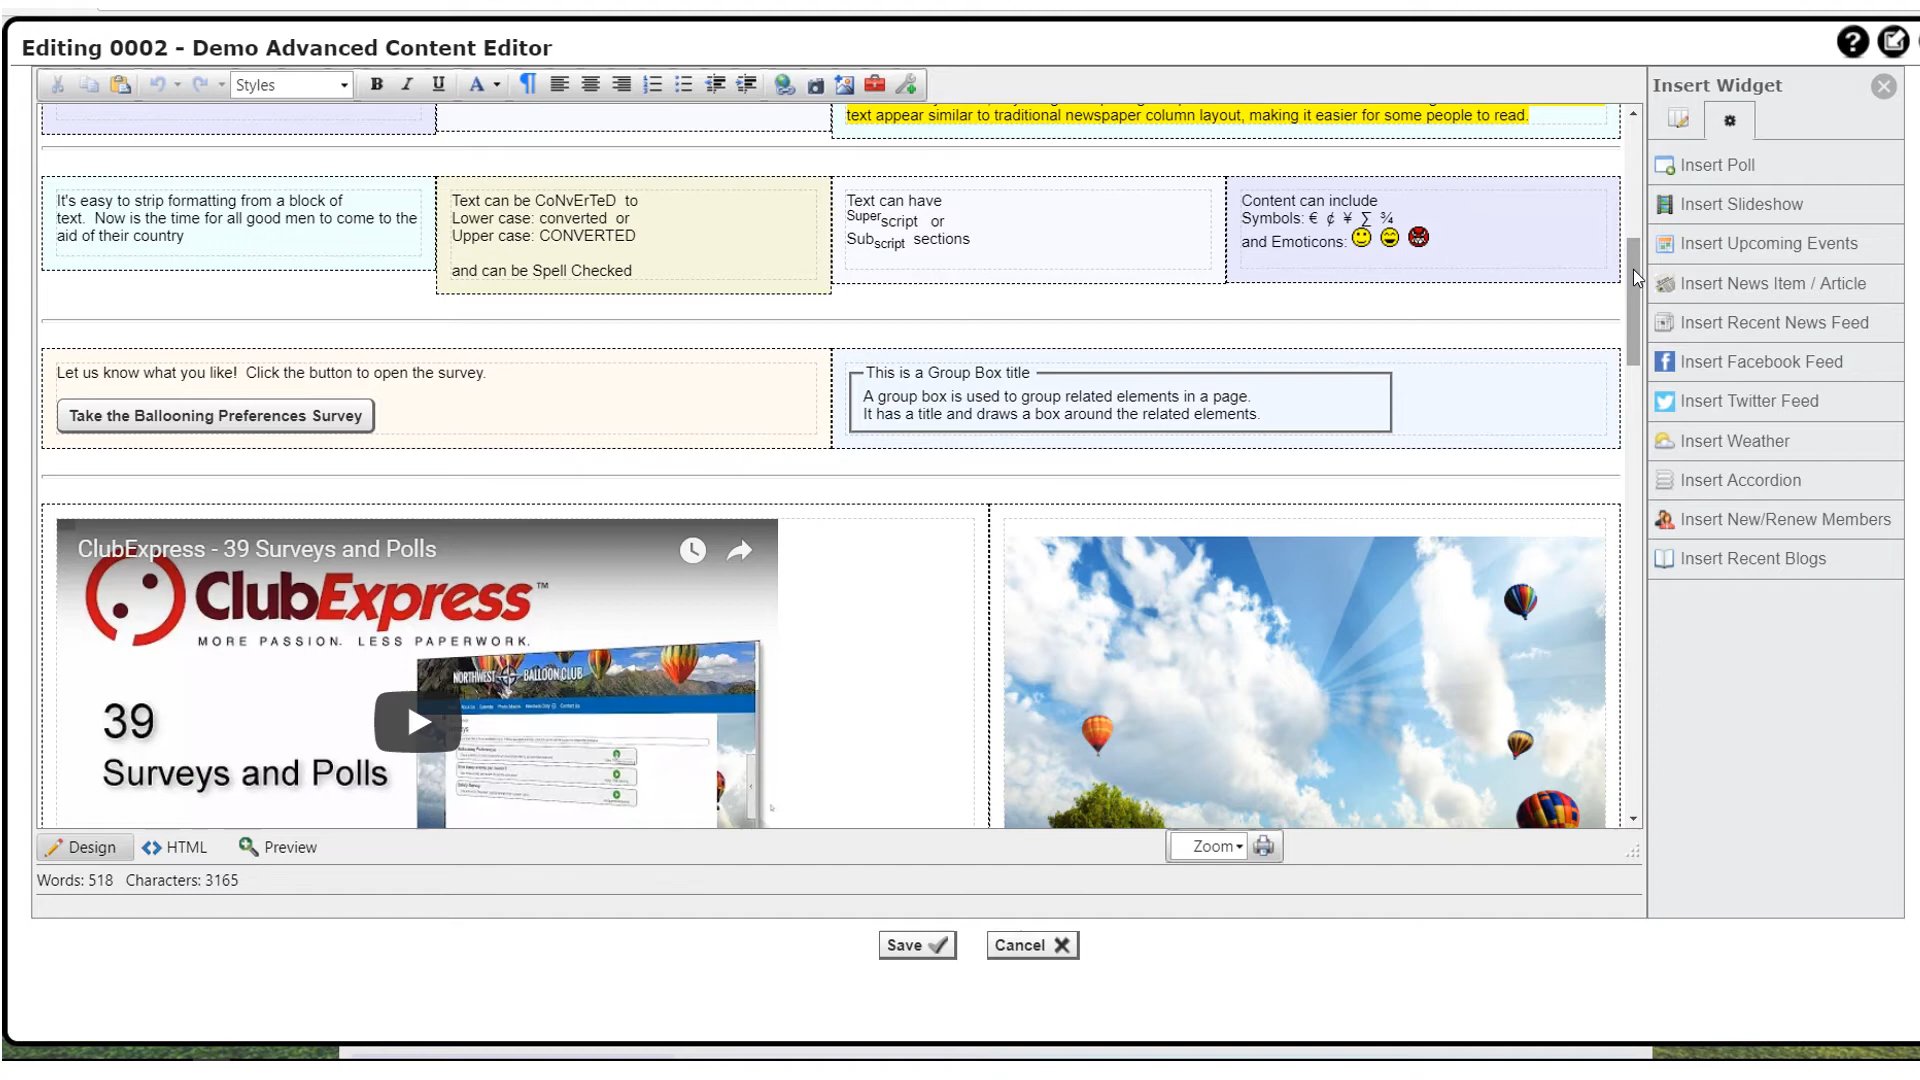 Editing 0002 - Demo Advanced Content Editor
Styles
B I U A
Insert Widget
text appear similar to traditional newspaper column layout, making it easier for some people to read.
It's easy to strip formatting from a block of
text. Now is the time for all good men to come to the
aid of their country
Text can be CoNvErTeD to
Lower case: converted or
Upper case: CONVERTED
and can be Spell Checked
Text can have
Superscript or
Subscript sections
Content can include
Symbols: € ¢ ¥ ∑ ¾
and Emoticons:
Let us know what you like! Click the button to open the survey.
Take the Ballooning Preferences Survey
This is a Group Box title
A group box is used to group related elements in a page.
It has a title and draws a box around the related elements.
ClubExpress - 39 Surveys and Polls
ClubExpress™
MORE PASSION. LESS PAPERWORK.
NORTHWEST BALLOON CLUB
39
Surveys and Polls
Insert Poll
Insert Slideshow
Insert Upcoming Events
Insert News Item / Article
Insert Recent News Feed
Insert Facebook Feed
Insert Twitter Feed
Insert Weather
Insert Accordion
Insert New/Renew Members
Insert Recent Blogs
Design
HTML
Preview
Zoom
Words: 518 Characters: 3165
Save
Cancel